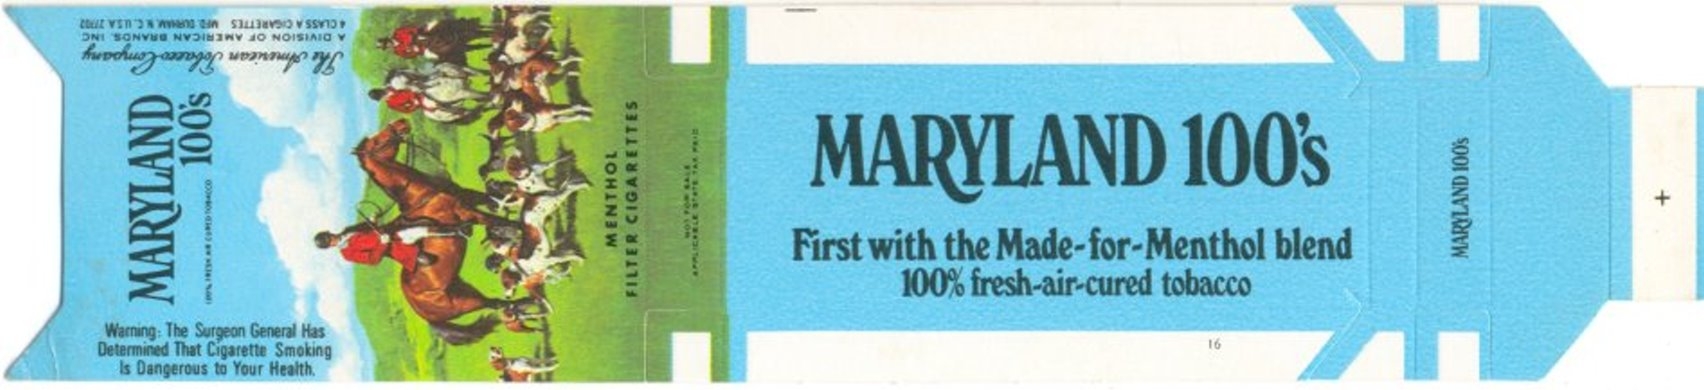 The American Tobacco Company
A DIVISION OF AMERICAN BRANDS, INC.
4 CLASS A CIGARETTES MFD. DURHAM, N. C. U.S.A. 27702
MARYLAND
100's
100% FRESH-AIR-CURED TOBACCO
Warning: The Surgeon General Has
Determined That Cigarette Smoking
Is Dangerous to Your Health.
MENTHOL
FILTER CIGARETTES
NOT FOR SALE
APPLICABLE STATE TAX PAID
MARYLAND 100's
First with the Made-for-Menthol blend
100% fresh-air-cured tobacco
16
MARYLAND 100's
+